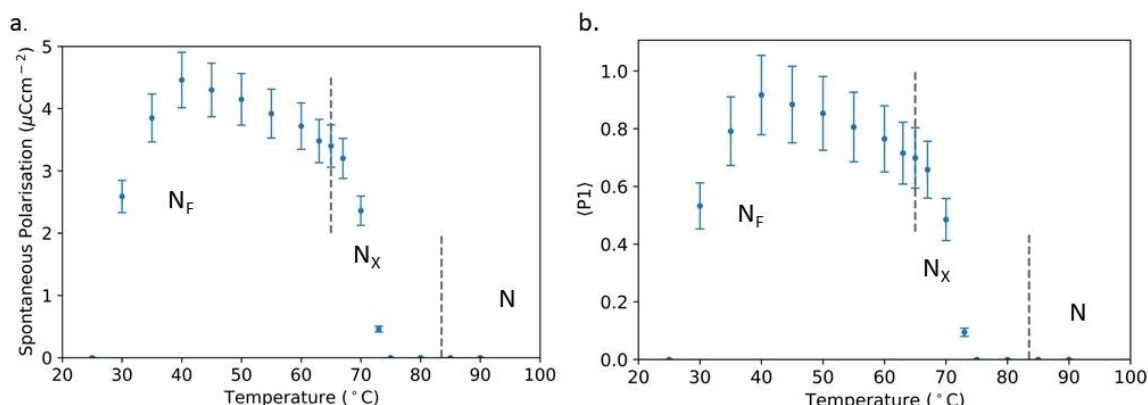 a.
Spontaneous Polarisation (μCcm⁻²)
5
4
3
2
1
0
N_F
N_X
N
20 30 40 50 60 70 80 90 100
Temperature (°C)
b.
⟨P1⟩
1.0
0.8
0.6
0.4
0.2
0.0
N_F
N_X
N
20 30 40 50 60 70 80 90 100
Temperature (°C)